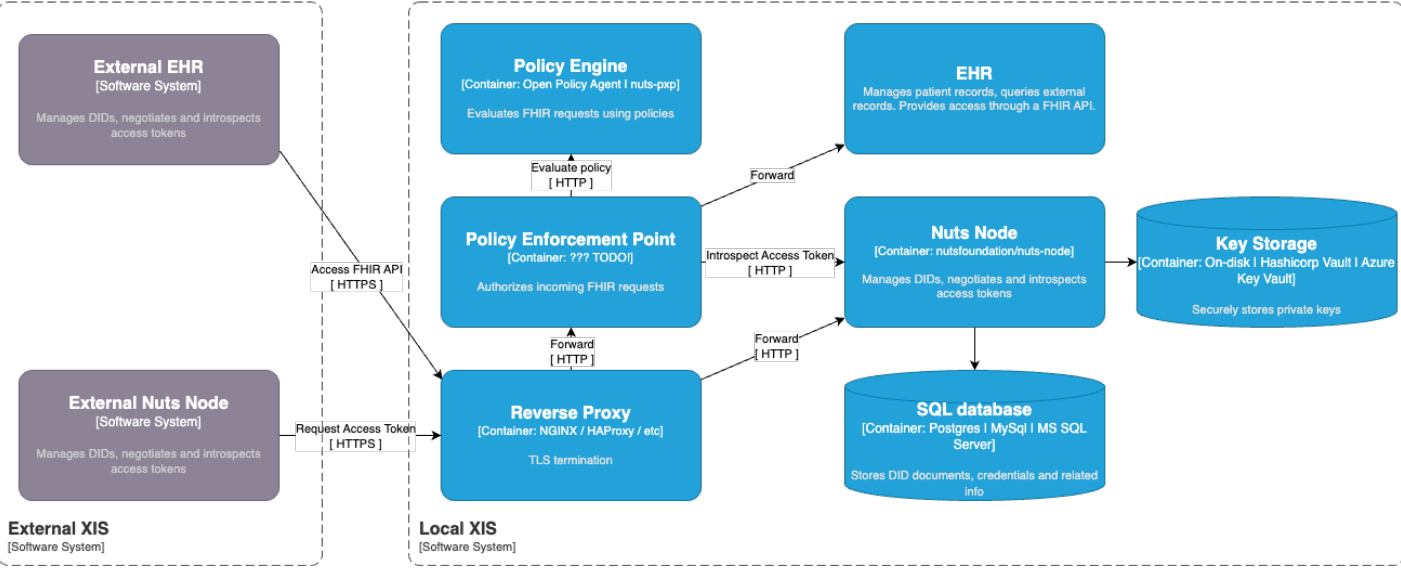 External EHR
[Software System]
Manages DIDs, negotiates and introspects
access tokens
Policy Engine
[Container: Open Policy Agent | nuts-pxp]
Evaluates FHIR requests using policies
EHR
Manages patient records, queries external
records. Provides access through a FHIR API.
Evaluate policy
[ HTTP ]
Forward
Policy Enforcement Point
[Container: ??? TODO!]
Authorizes incoming FHIR requests
Introspect Access Token
[ HTTP ]
Nuts Node
[Container: nutsfoundation/nuts-node]
Manages DIDs, negotiates and introspects
access tokens
Key Storage
[Container: On-disk | Hashicorp Vault | Azure
Key Vault]
Securely stores private keys
Access FHIR API
[ HTTPS ]
Forward
[ HTTP ]
Forward
[ HTTP ]
External Nuts Node
[Software System]
Manages DIDs, negotiates and introspects
access tokens
Request Access Token
[ HTTPS ]
Reverse Proxy
[Container: NGINX / HAProxy / etc]
TLS termination
SQL database
[Container: Postgres | MySql | MS SQL
Server]
Stores DID documents, credentials and related
info
External XIS
[Software System]
Local XIS
[Software System]